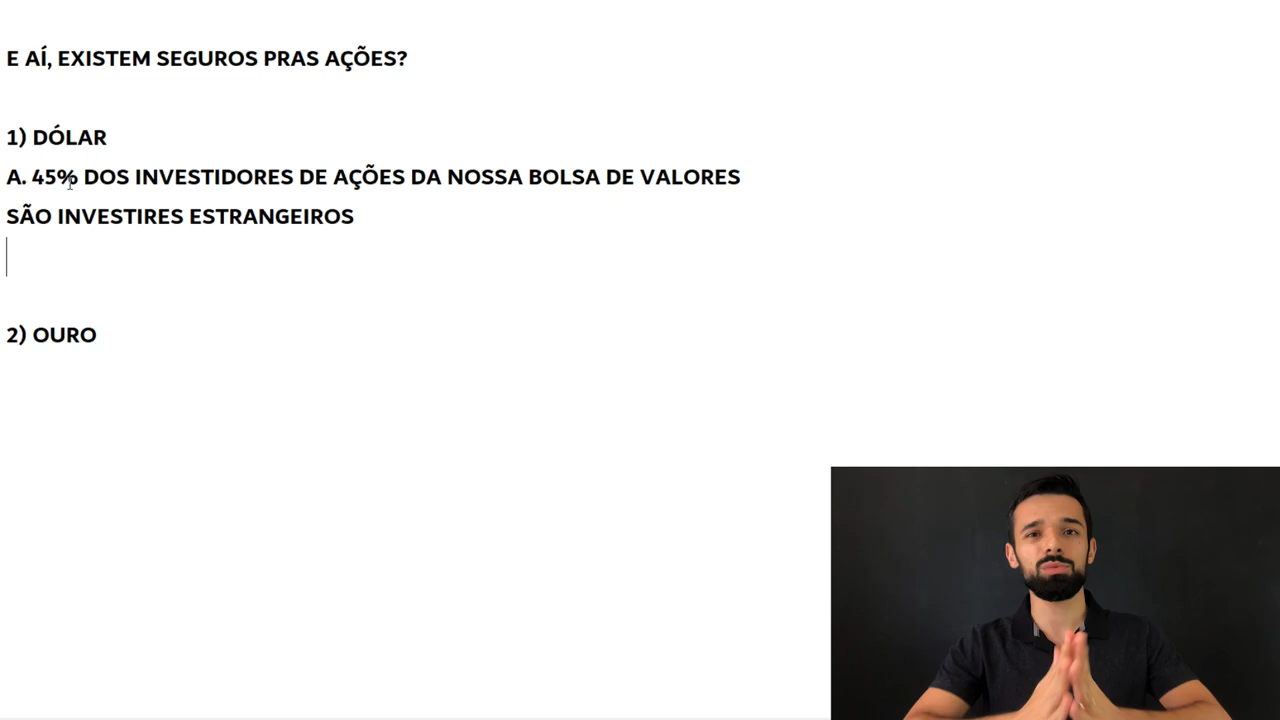 E AÍ, EXISTEM SEGUROS PRAS AÇÕES?
1) DÓLAR
A. 45% DOS INVESTIDORES DE AÇÕES DA NOSSA BOLSA DE VALORES
SÃO INVESTIRES ESTRANGEIROS
2) OURO